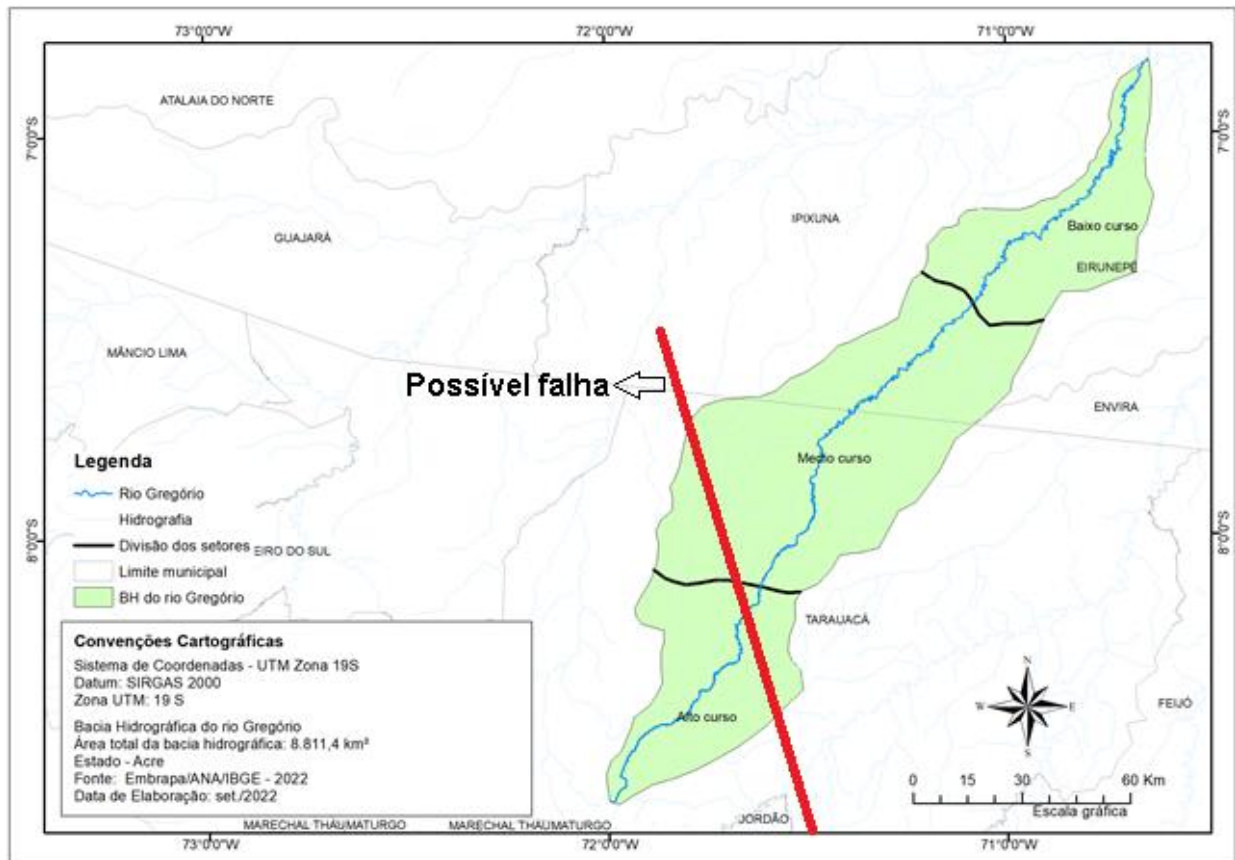 73°0'0"W
72°0'0"W
71°0'0"W
ATALAIA DO NORTE
7°0'0"S
7°0'0"S
IPIXUNA
GUAJARÁ
Baixo curso
EIRUNEPÉ
MÂNCIO LIMA
Possível falha
ENVIRA
Medio curso
Legenda
Rio Gregório
Hidrografia
Divisão dos setores
EIRO DO SUL
Limite municipal
BH do rio Gregório
8°0'0"S
8°0'0"S
TARAUACÁ
Convenções Cartográficas
Sistema de Coordenadas - UTM Zona 19S
Datum: SIRGAS 2000
Zona UTM: 19 S
Bacia Hidrográfica do rio Gregório
Área total da bacia hidrográfica: 8.811,4 km²
Estado - Acre
Fonte: Embrapa/ANA/IBGE - 2022
Data de Elaboração: set./2022
Alto curso
N
W
E
S
FEIJÓ
0 15 30 60 Km
Escala gráfica
MARECHAL THAUMATURGO
MARECHAL THAUMATURGO
JORDÃO
73°0'0"W
72°0'0"W
71°0'0"W